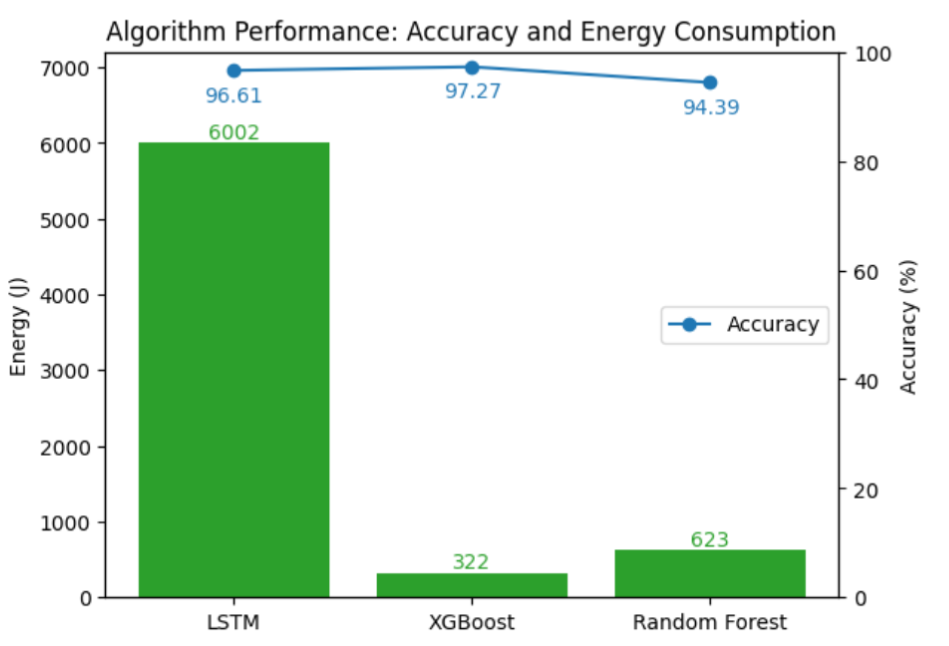 Algorithm Performance: Accuracy and Energy Consumption
7000
6000
5000
4000
3000
2000
1000
0
Energy (J)
96.61
97.27
94.39
6002
322
623
Accuracy
100
80
60
40
20
0
Accuracy (%)
LSTM
XGBoost
Random Forest